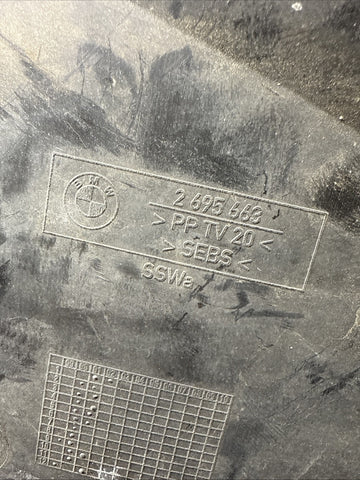 BMW
2 695 663
> PP TV 20 <
> SEBS <
SSWa